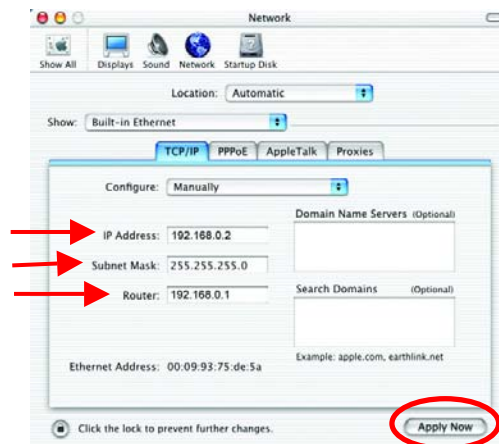 Network
Show All Displays Sound Network Startup Disk
Location: Automatic
Show: Built-in Ethernet
TCP/IP PPPoE AppleTalk Proxies
Configure: Manually
Domain Name Servers (Optional)
IP Address: 192.168.0.2
Subnet Mask: 255.255.255.0
Router: 192.168.0.1
Search Domains (Optional)
Example: apple.com, earthlink.net
Ethernet Address: 00:09:93:75:de:5a
Click the lock to prevent further changes.
Apply Now